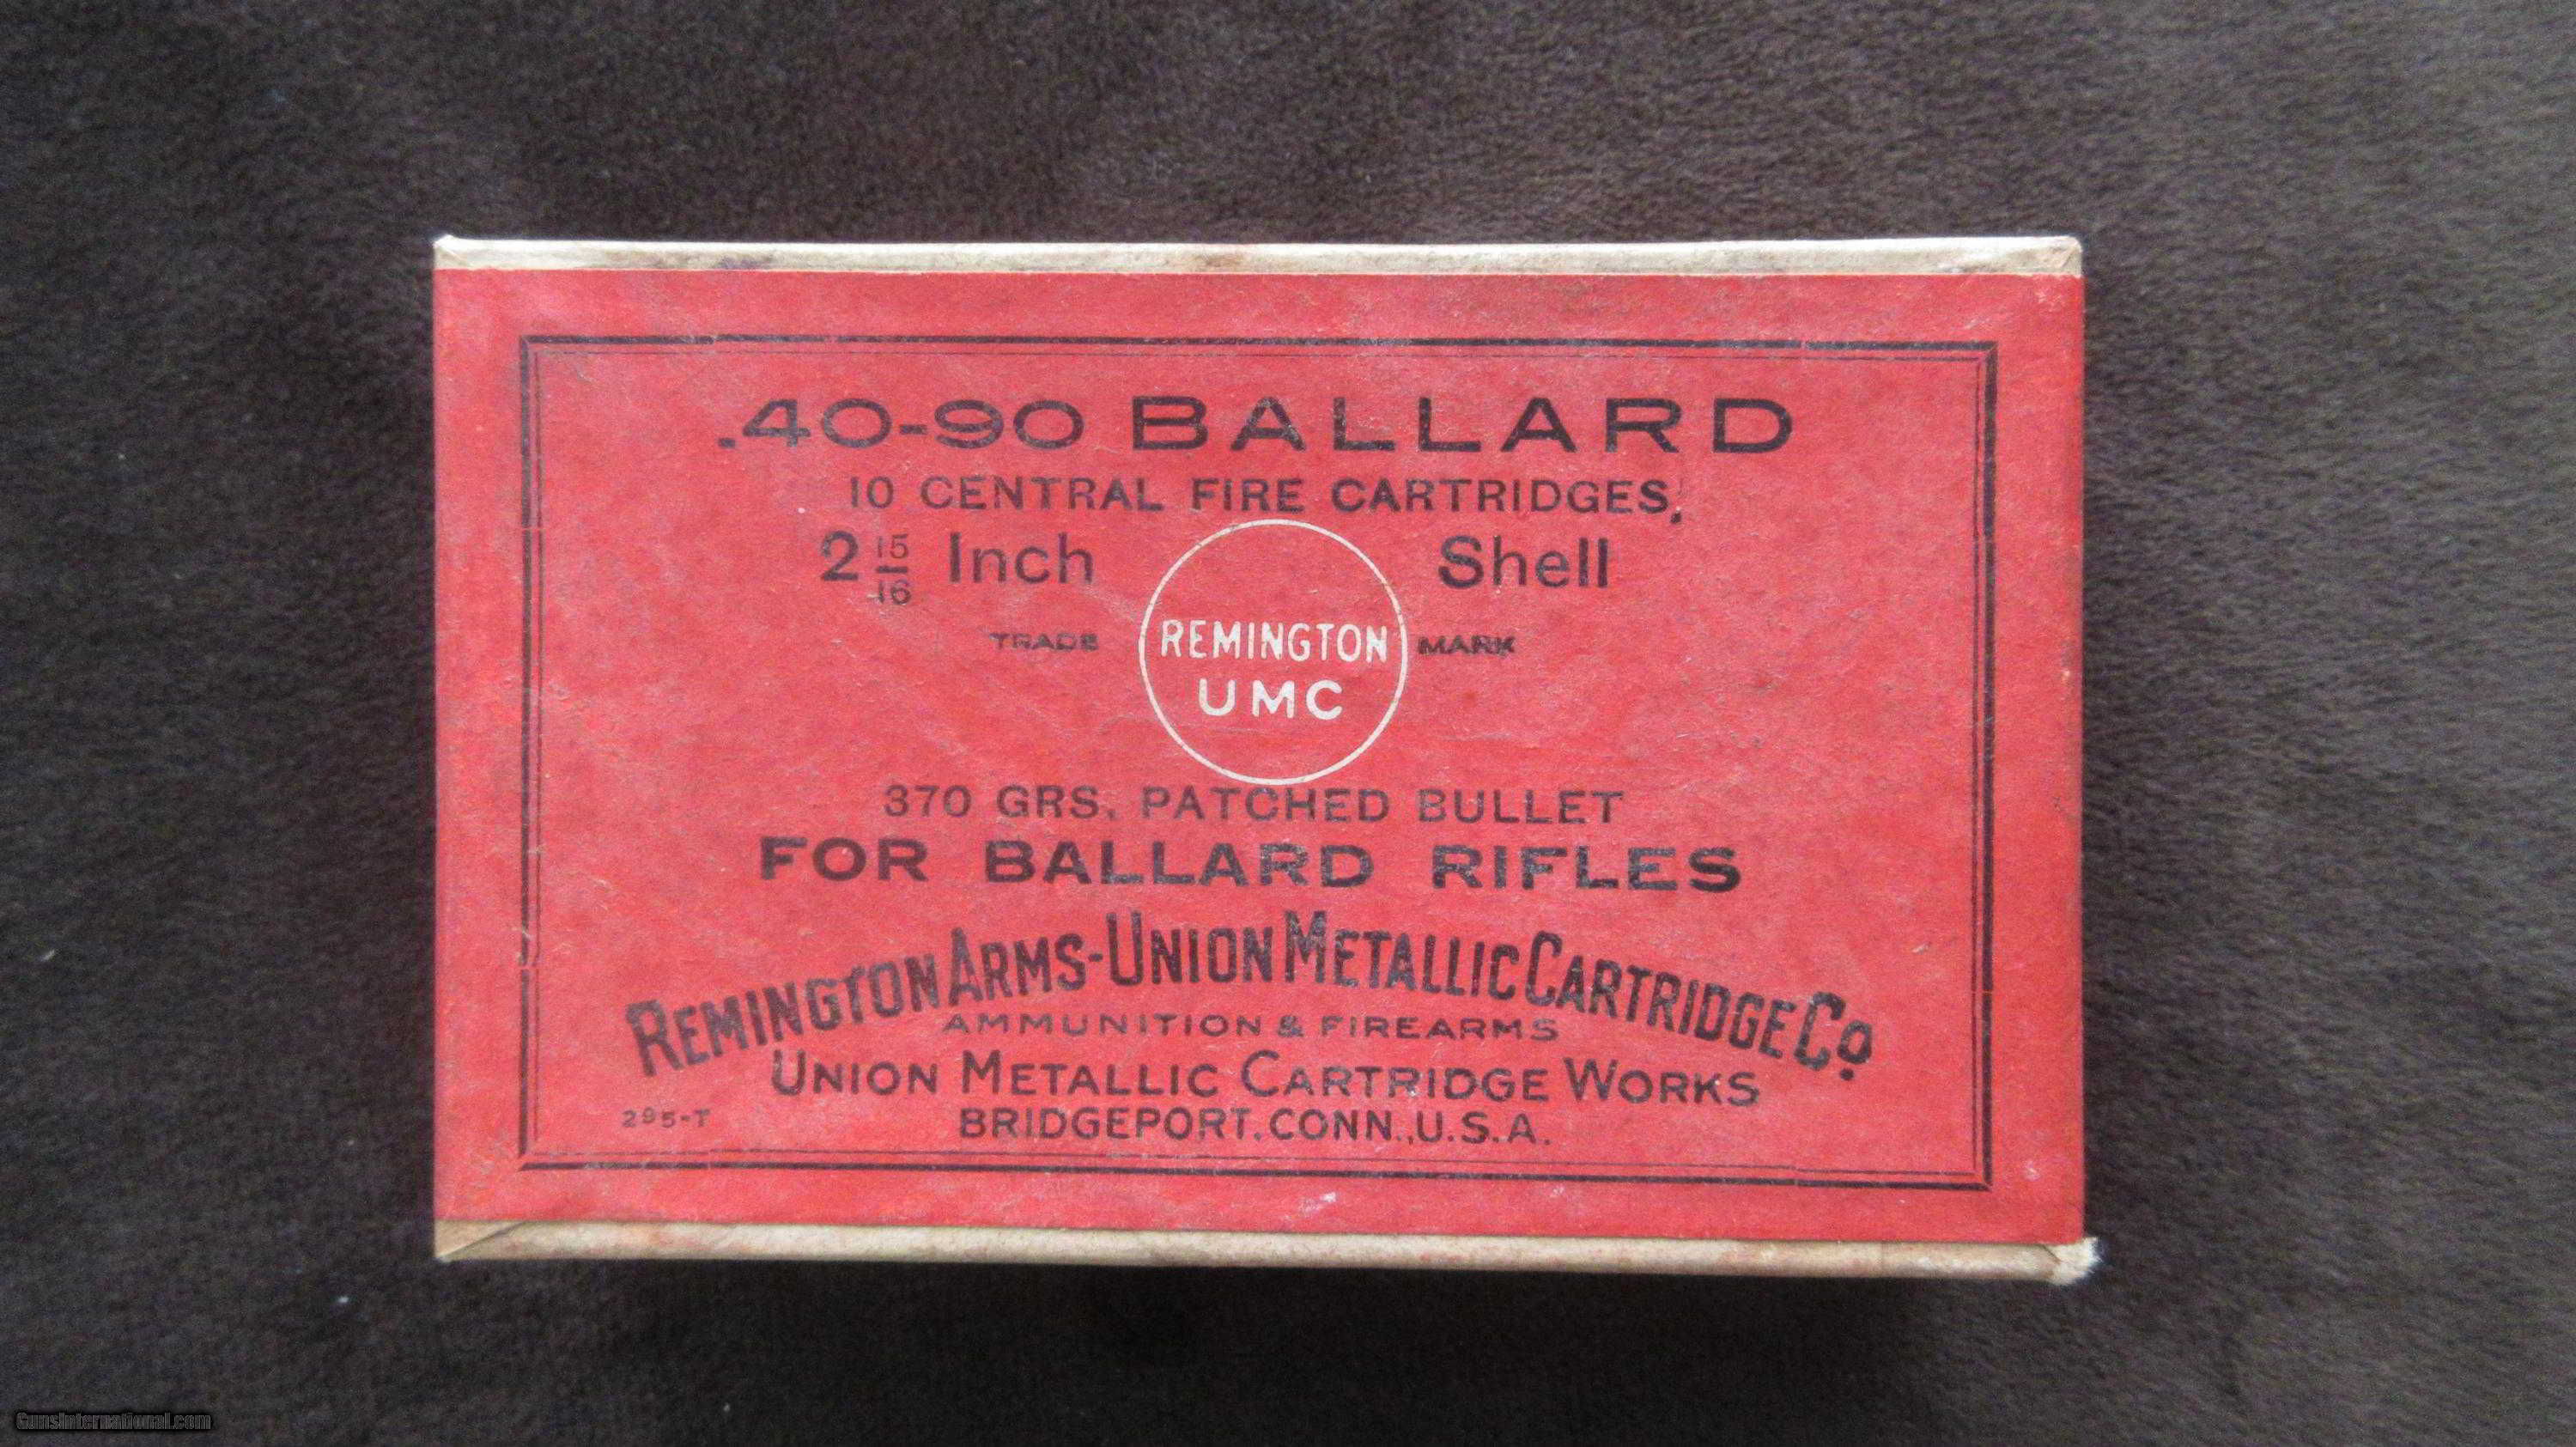 .40-90 BALLARD
10 CENTRAL FIRE CARTRIDGES,
2 15/16 Inch Shell
TRADE REMINGTON UMC MARK
370 GRS. PATCHED BULLET
FOR BALLARD RIFLES
REMINGTON ARMS-UNION METALLIC CARTRIDGE CO
AMMUNITION & FIREARMS
UNION METALLIC CARTRIDGE WORKS
295-T BRIDGEPORT, CONN., U.S.A.
GunsInternational.com